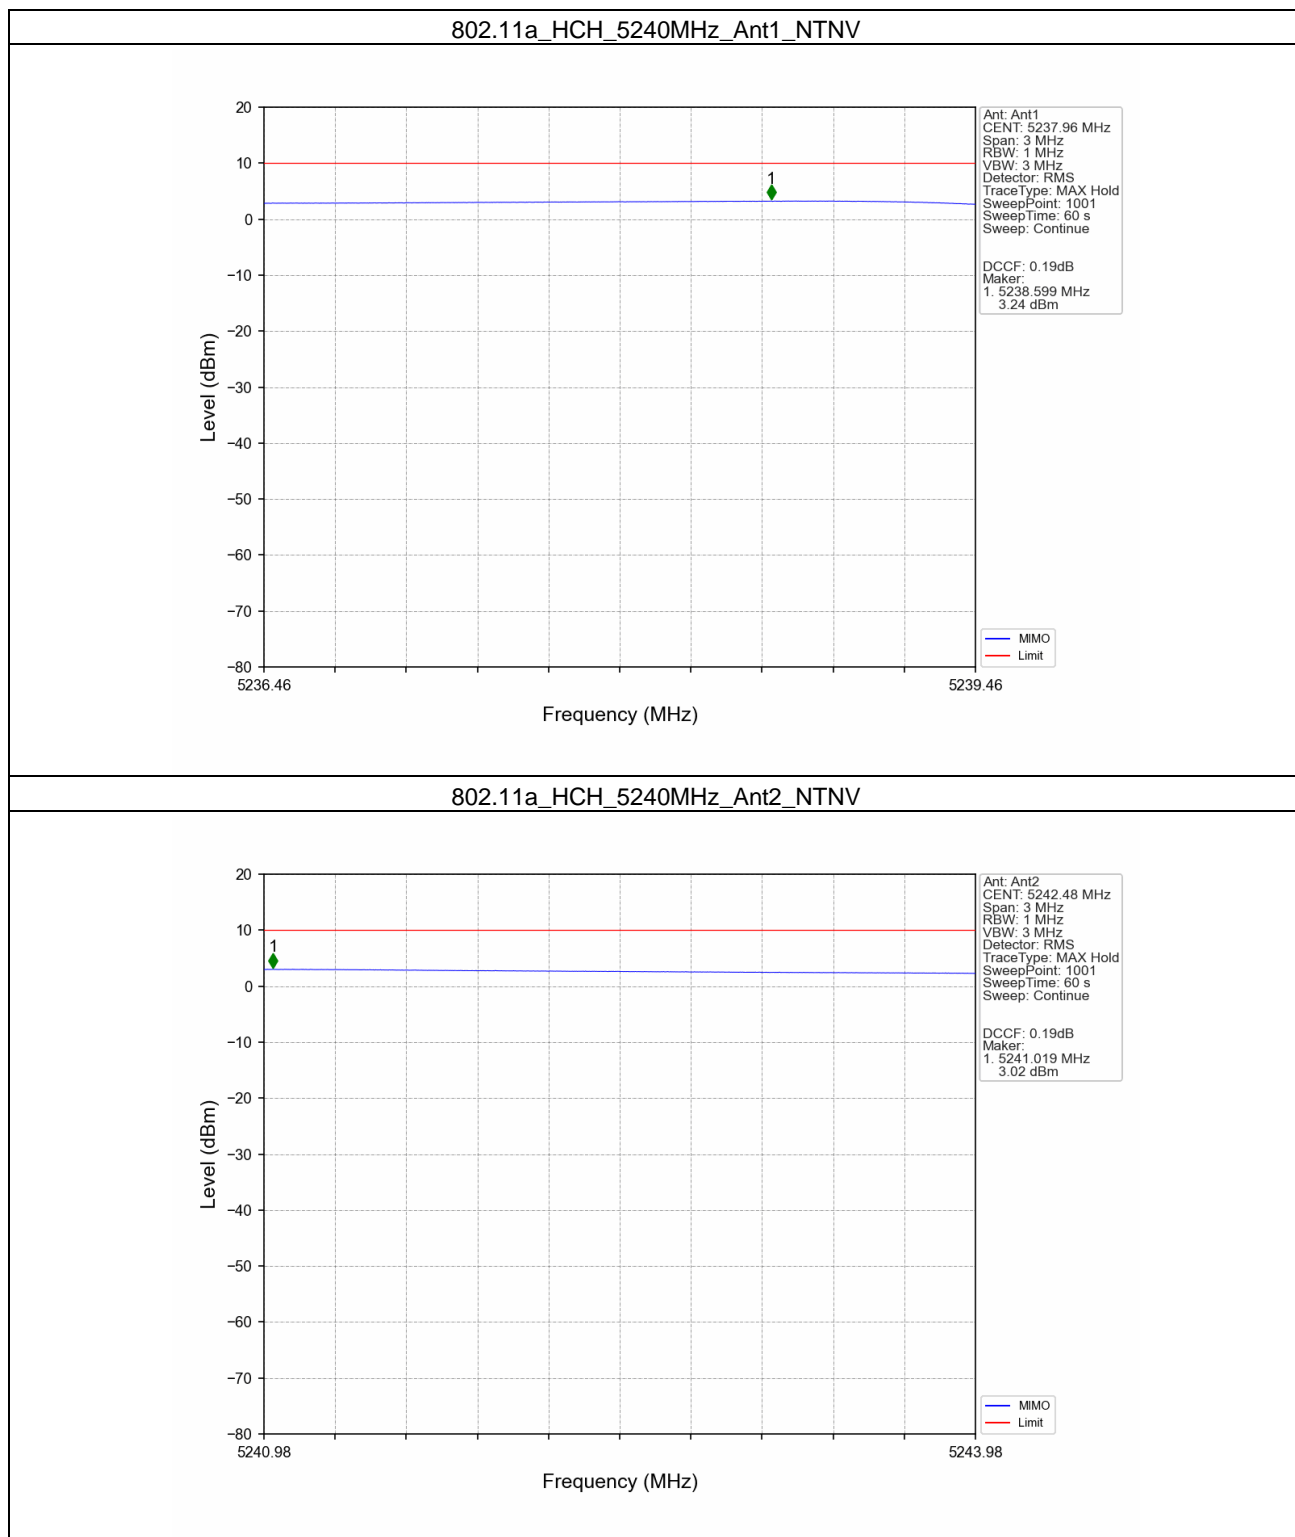 802.11a_HCH_5240MHz_Ant1_NTNV
20
10
0
−10
−20
−30
−40
−50
−60
−70
−80
Level (dBm)
1
5236.46
5239.46
Frequency (MHz)
Ant: Ant1
CENT: 5237.96 MHz
Span: 3 MHz
RBW: 1 MHz
VBW: 3 MHz
Detector: RMS
TraceType: MAX Hold
SweepPoint: 1001
SweepTime: 60 s
Sweep: Continue
DCCF: 0.19dB
Maker:
1. 5238.599 MHz
3.24 dBm
MIMO
Limit
802.11a_HCH_5240MHz_Ant2_NTNV
20
10
0
−10
−20
−30
−40
−50
−60
−70
−80
Level (dBm)
1
5240.98
5243.98
Frequency (MHz)
Ant: Ant2
CENT: 5242.48 MHz
Span: 3 MHz
RBW: 1 MHz
VBW: 3 MHz
Detector: RMS
TraceType: MAX Hold
SweepPoint: 1001
SweepTime: 60 s
Sweep: Continue
DCCF: 0.19dB
Maker:
1. 5241.019 MHz
3.02 dBm
MIMO
Limit